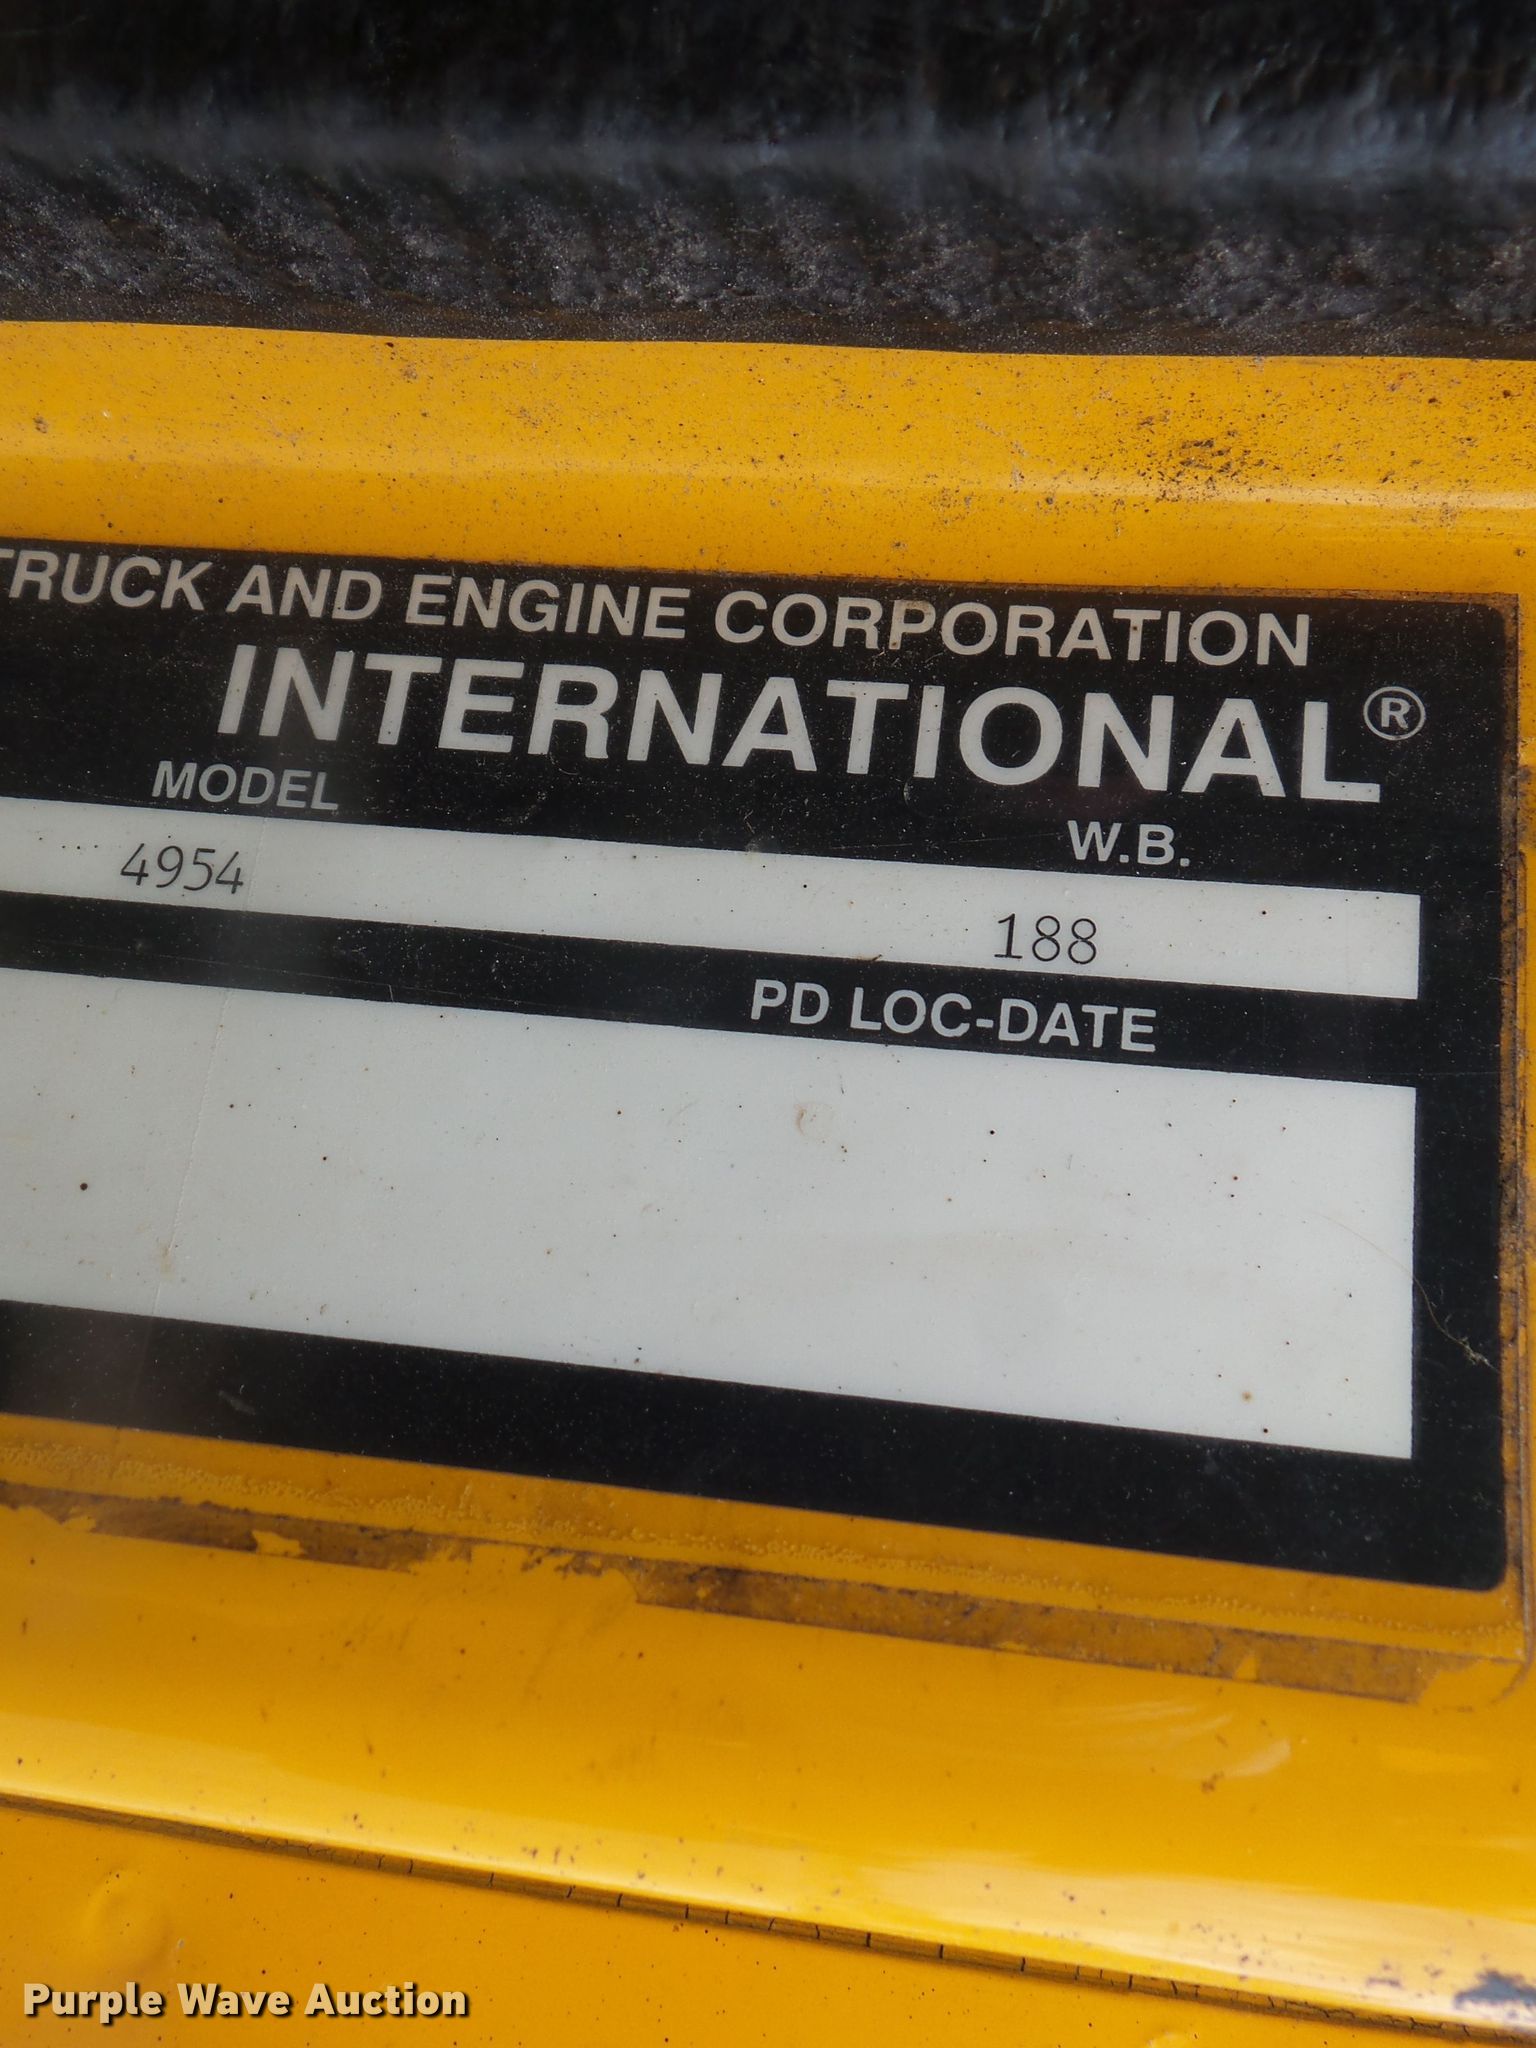 TRUCK AND ENGINE CORPORATION
INTERNATIONAL®
MODEL
W.B.
4954
188
PD LOC-DATE
Purple Wave Auction